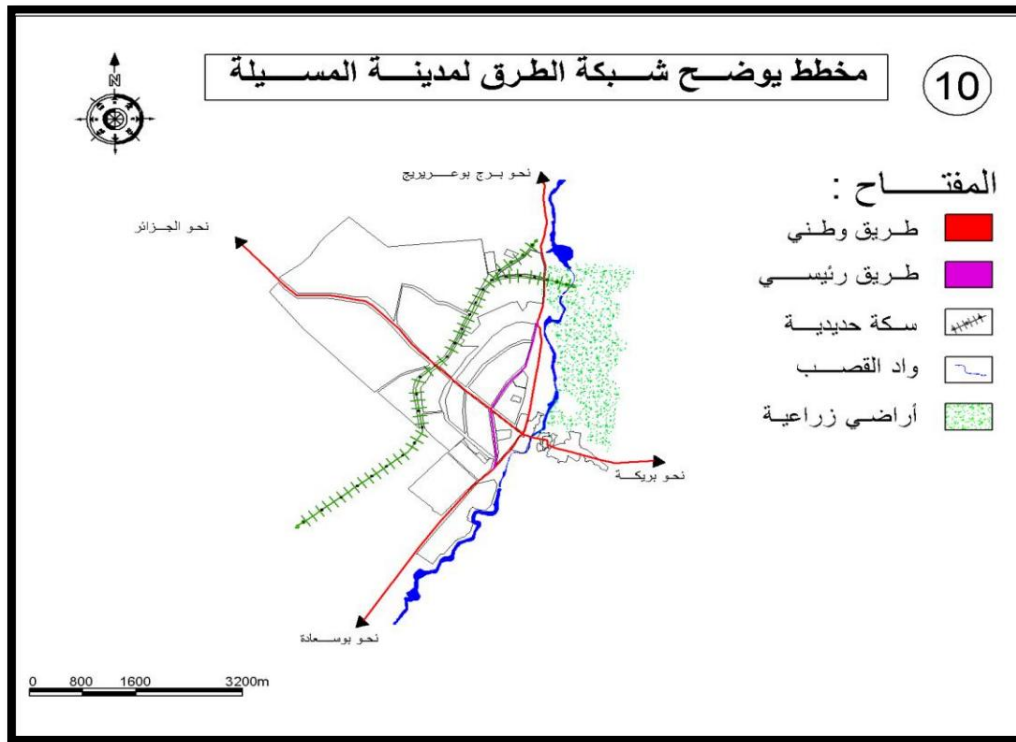 مخطط يوضح شبكة الطرق لمدينة المسيلة
10
N
نحو برج بوعريريج
نحو الجزائر
المفتاح :
طريق وطني
طريق رئيسي
سكة حديدية
واد القصب
أراضي زراعية
نحو بريكة
نحو بوسعادة
0 800 1600 3200m